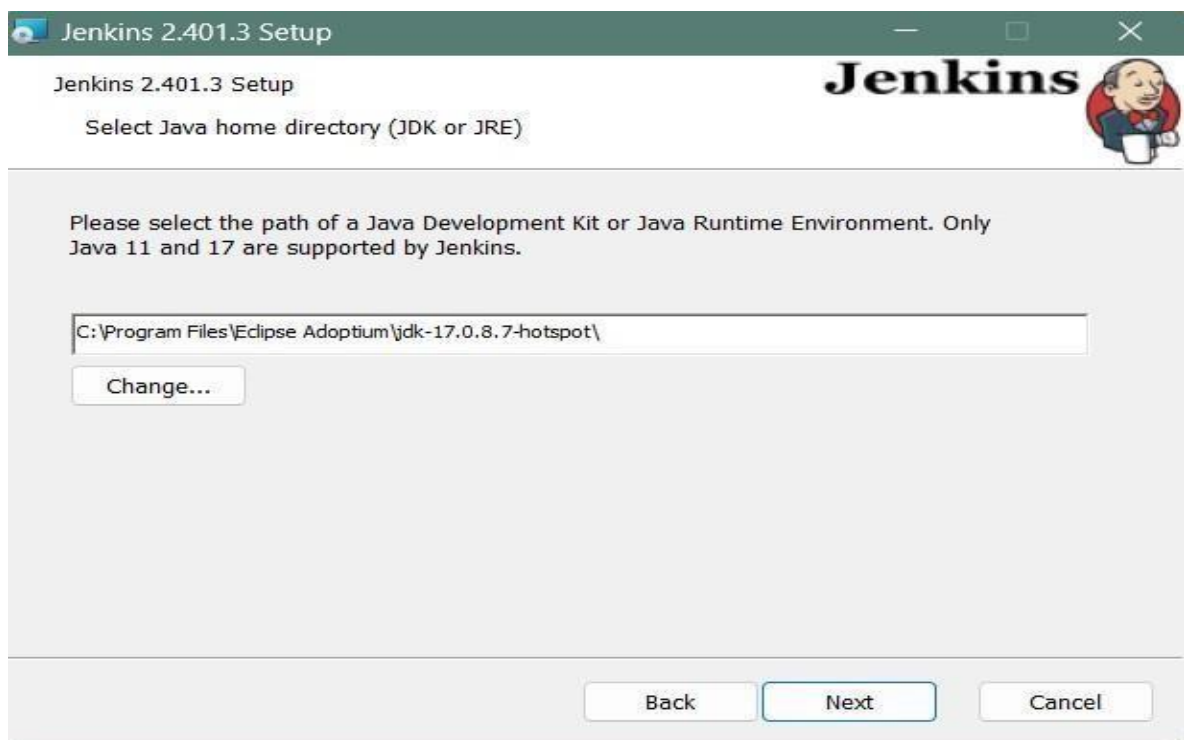 Jenkins 2.401.3 Setup
Jenkins 2.401.3 Setup
Jenkins
Select Java home directory (JDK or JRE)
Please select the path of a Java Development Kit or Java Runtime Environment. Only
Java 11 and 17 are supported by Jenkins.
C:\Program Files\Eclipse Adoptium\jdk-17.0.8.7-hotspot\
Change...
Back
Next
Cancel